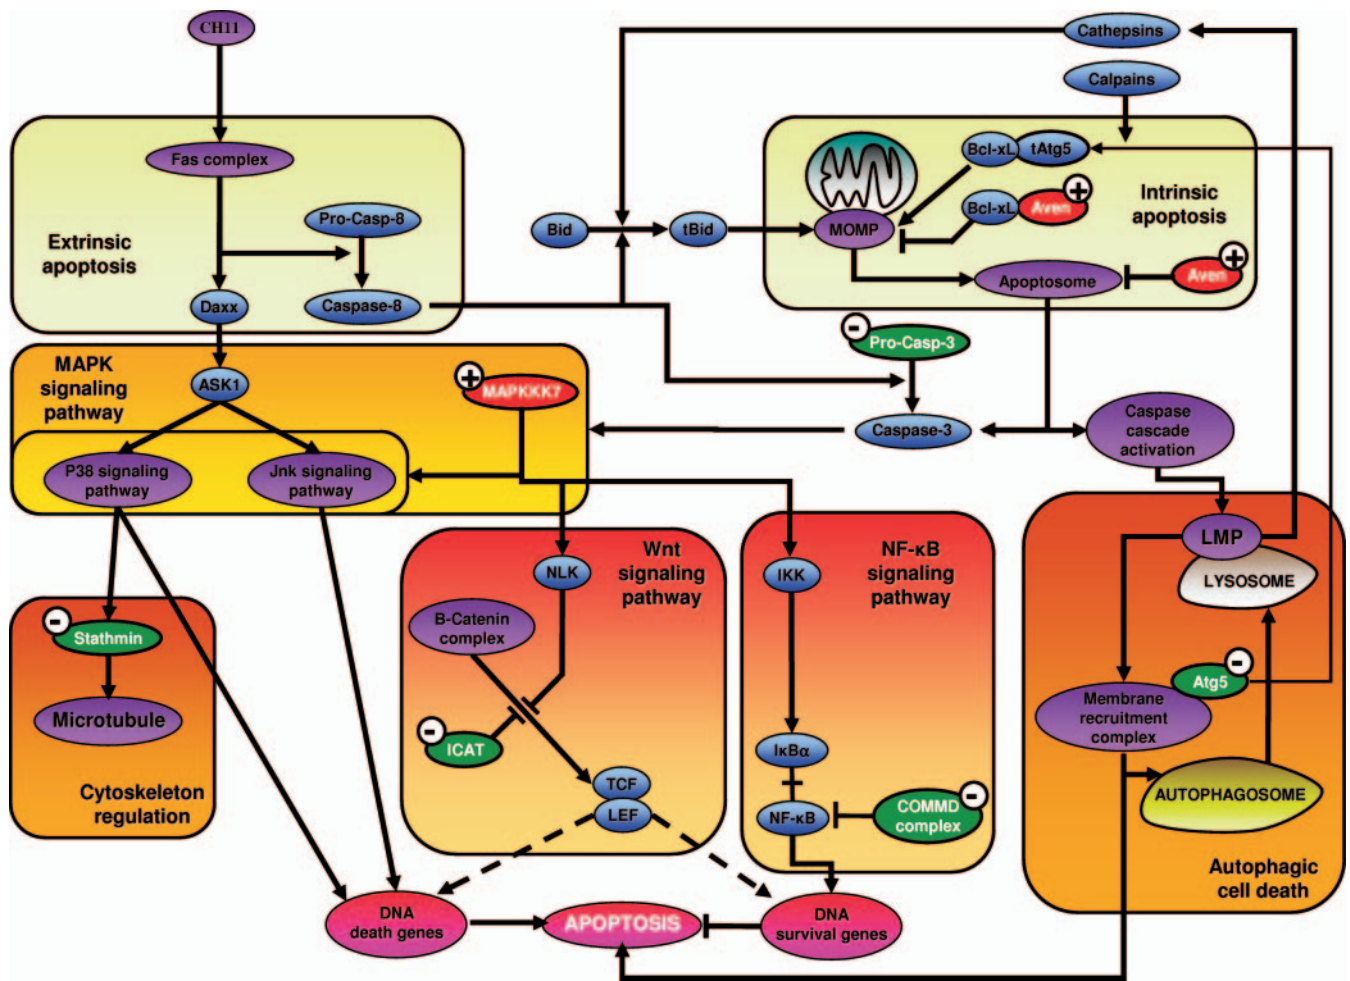 CH11
Cathepsins
Calpains
Fas complex
Pro-Casp-8
Extrinsic
apoptosis
Daxx
Caspase-8
Bid
tBid
MOMP
Bcl-xL
tAtg5
Bcl-xL
Aven
+
Intrinsic
apoptosis
Apoptosome
Aven
+
MAPK
signaling
pathway
ASK1
+
MAPKKK7
P38 signaling
pathway
Jnk signaling
pathway
-
Pro-Casp-3
Caspase-3
Caspase
cascade
activation
LMP
LYSOSOME
Wnt
signaling
pathway
NLK
B-Catenin
complex
-
ICAT
TCF
LEF
NF-κB
signaling
pathway
IKK
IκBα
NF-κB
COMMD
complex
-
-
Stathmin
Microtubule
Cytoskeleton
regulation
Atg5
-
Membrane
recruitment
complex
AUTOPHAGOSOME
Autophagic
cell death
DNA
death genes
APOPTOSIS
DNA
survival genes